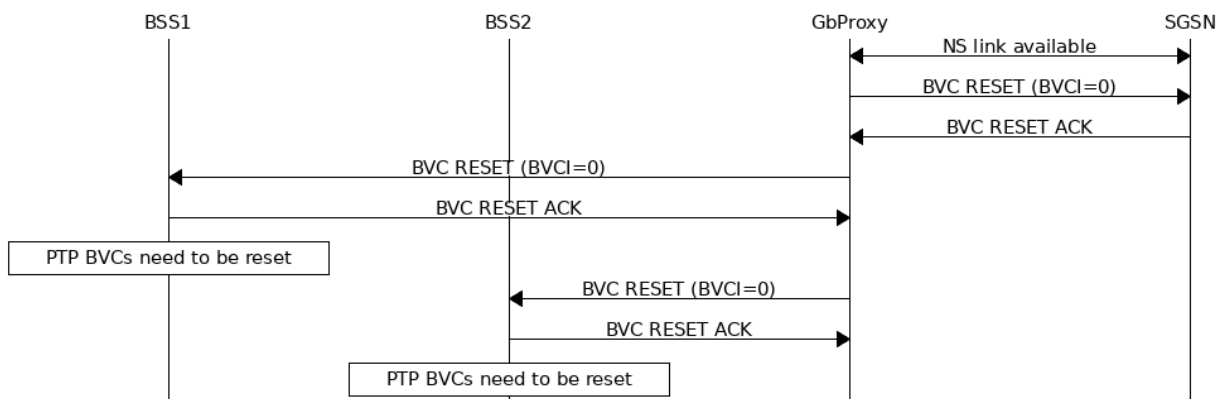 BSS1 BSS2 GbProxy SGSN
NS link available
BVC RESET (BVCI=0)
BVC RESET ACK
BVC RESET (BVCI=0)
BVC RESET ACK
PTP BVCs need to be reset
BVC RESET (BVCI=0)
BVC RESET ACK
PTP BVCs need to be reset